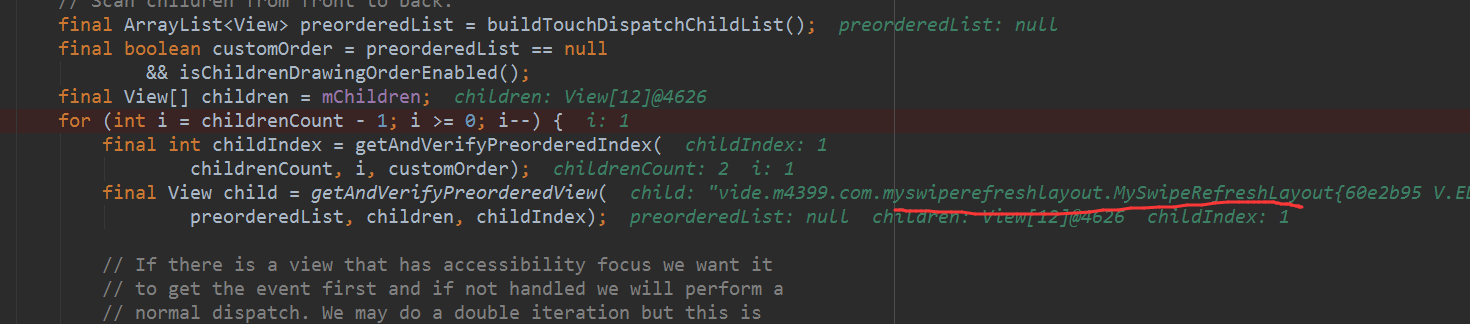 // Scan children from front to back.
final ArrayList<View> preorderedList = buildTouchDispatchChildList();  preorderedList: null
final boolean customOrder = preorderedList == null
&& isChildrenDrawingOrderEnabled();
final View[] children = mChildren;  children: View[12]@4626
for (int i = childrenCount - 1; i >= 0; i--) {  i: 1
final int childIndex = getAndVerifyPreorderedIndex(  childIndex: 1
childrenCount, i, customOrder);  childrenCount: 2  i: 1
final View child = getAndVerifyPreorderedView(  child: "vide.m4399.com.myswiperefreshlayout.MySwipeRefreshLayout{60e2b95 V.ED
preorderedList, children, childIndex);  preorderedList: null  children: View[12]@4626  childIndex: 1
// If there is a view that has accessibility focus we want it
// to get the event first and if not handled we will perform a
// normal dispatch. We may do a double iteration but this is